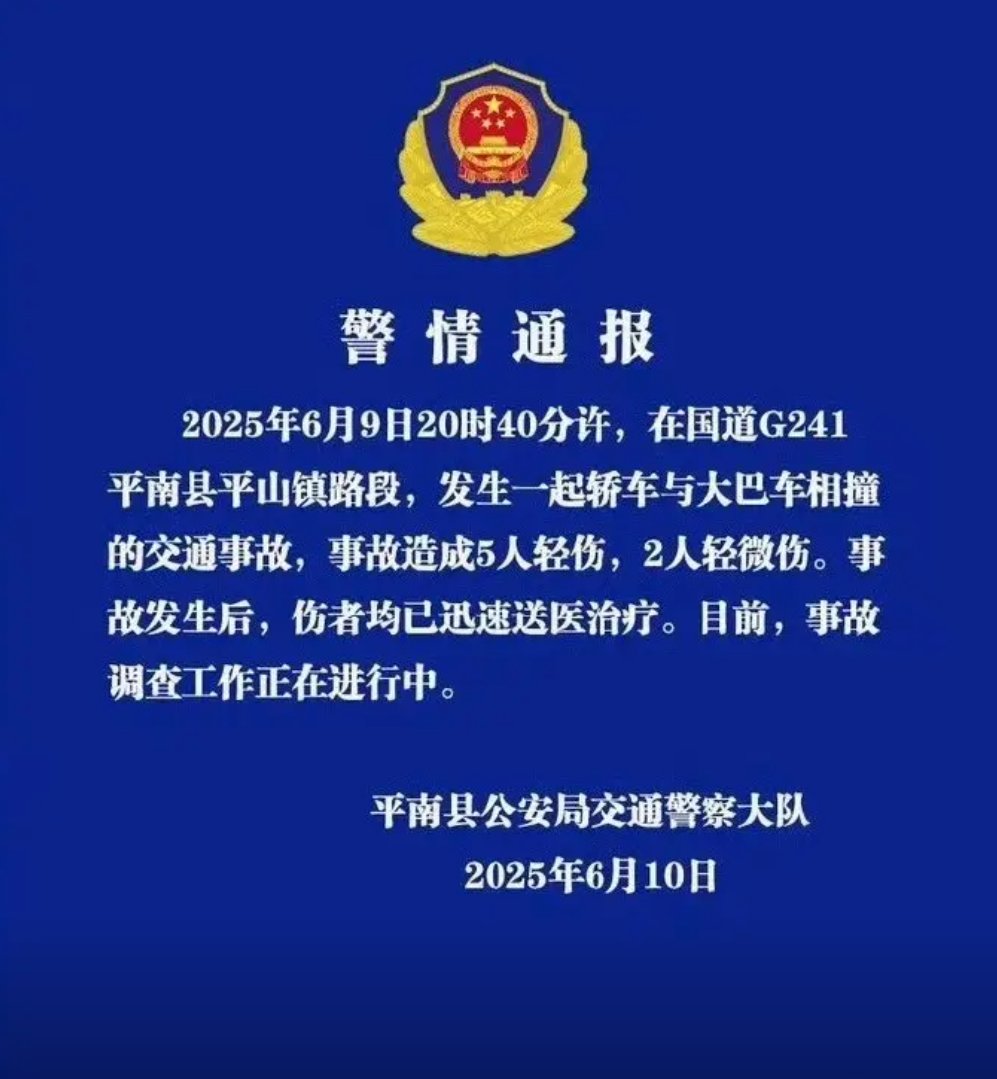 警情通报
2025年6月9日20时40分许，在国道G241
平南县平山镇路段，发生一起轿车与大巴车相撞
的交通事故，事故造成5人轻伤，2人轻微伤。事
故发生后，伤者均已迅速送医治疗。目前，事故
调查工作正在进行中。
平南县公安局交通警察大队
2025年6月10日